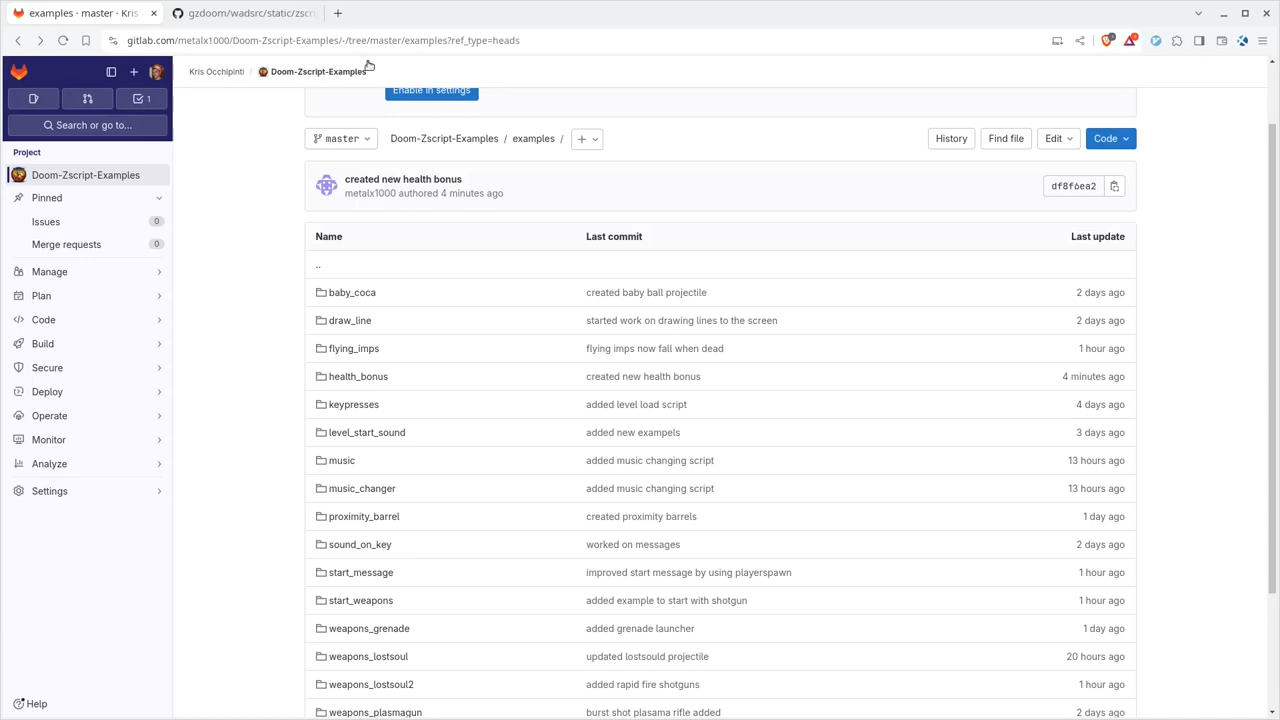 examples · master · Kris
gzdoom/wadsrc/static/zscri
gitlab.com/metalx1000/Doom-Zscript-Examples/-/tree/master/examples?ref_type=heads
1
Search or go to...
Project
Doom-Zscript-Examples
Pinned
Issues 0
Merge requests 0
Manage
Plan
Code
Build
Secure
Deploy
Operate
Monitor
Analyze
Settings
Help
Kris Occhipinti / Doom-Zscript-Examples
Enable in settings
master Doom-Zscript-Examples / examples / + History Find file Edit Code
created new health bonus
metalx1000 authored 4 minutes ago
df8f6ea2
Name Last commit Last update
..
baby_coca created baby ball projectile 2 days ago
draw_line started work on drawing lines to the screen 2 days ago
flying_imps flying imps now fall when dead 1 hour ago
health_bonus created new health bonus 4 minutes ago
keypresses added level load script 4 days ago
level_start_sound added new exampels 3 days ago
music added music changing script 13 hours ago
music_changer added music changing script 13 hours ago
proximity_barrel created proximity barrels 1 day ago
sound_on_key worked on messages 2 days ago
start_message improved start message by using playerspawn 1 hour ago
start_weapons added example to start with shotgun 1 hour ago
weapons_grenade added grenade launcher 1 day ago
weapons_lostsoul updated lostsould projectile 20 hours ago
weapons_lostsoul2 added rapid fire shotguns 1 hour ago
weapons_plasmagun burst shot plasama rifle added 2 days ago